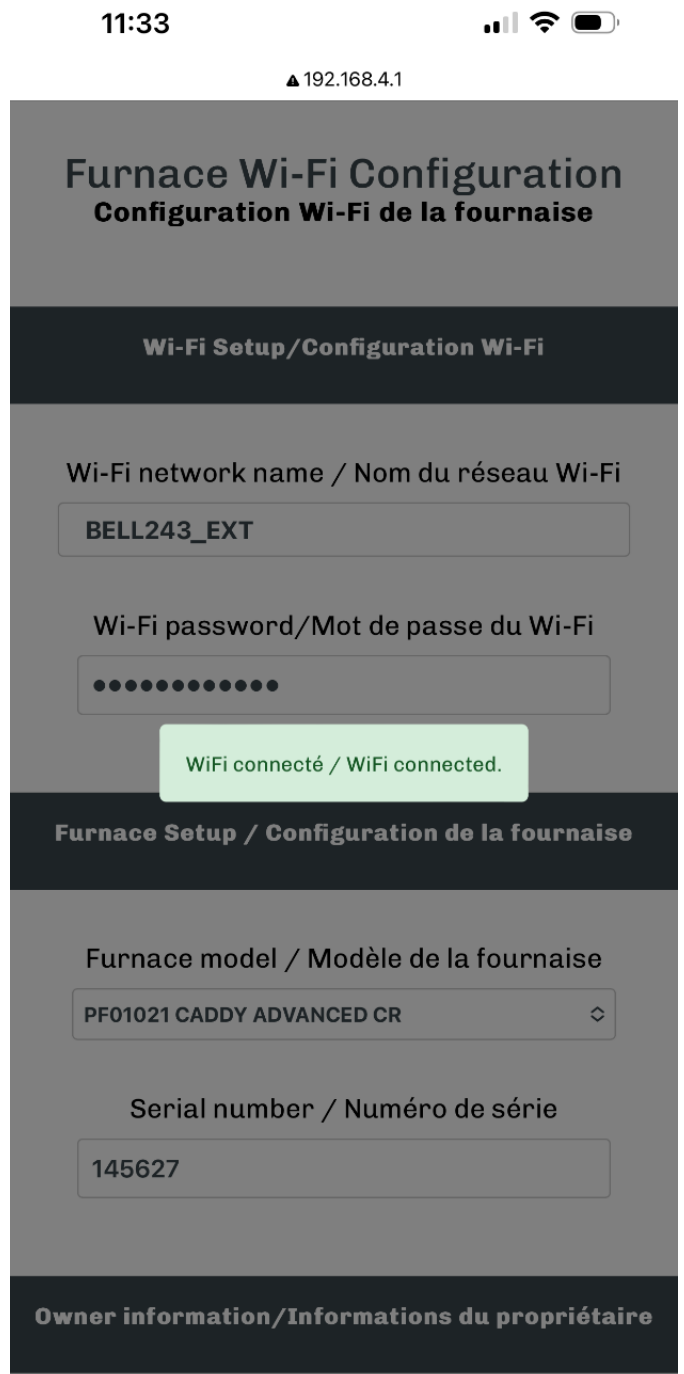 11:33
192.168.4.1
Furnace Wi-Fi Configuration
Configuration Wi-Fi de la fournaise
Wi-Fi Setup/Configuration Wi-Fi
Wi-Fi network name / Nom du réseau Wi-Fi
BELL243_EXT
Wi-Fi password/Mot de passe du Wi-Fi
••••••••••••
WiFi connecté / WiFi connected.
Furnace Setup / Configuration de la fournaise
Furnace model / Modèle de la fournaise
PF01021 CADDY ADVANCED CR
Serial number / Numéro de série
145627
Owner information/Informations du propriétaire